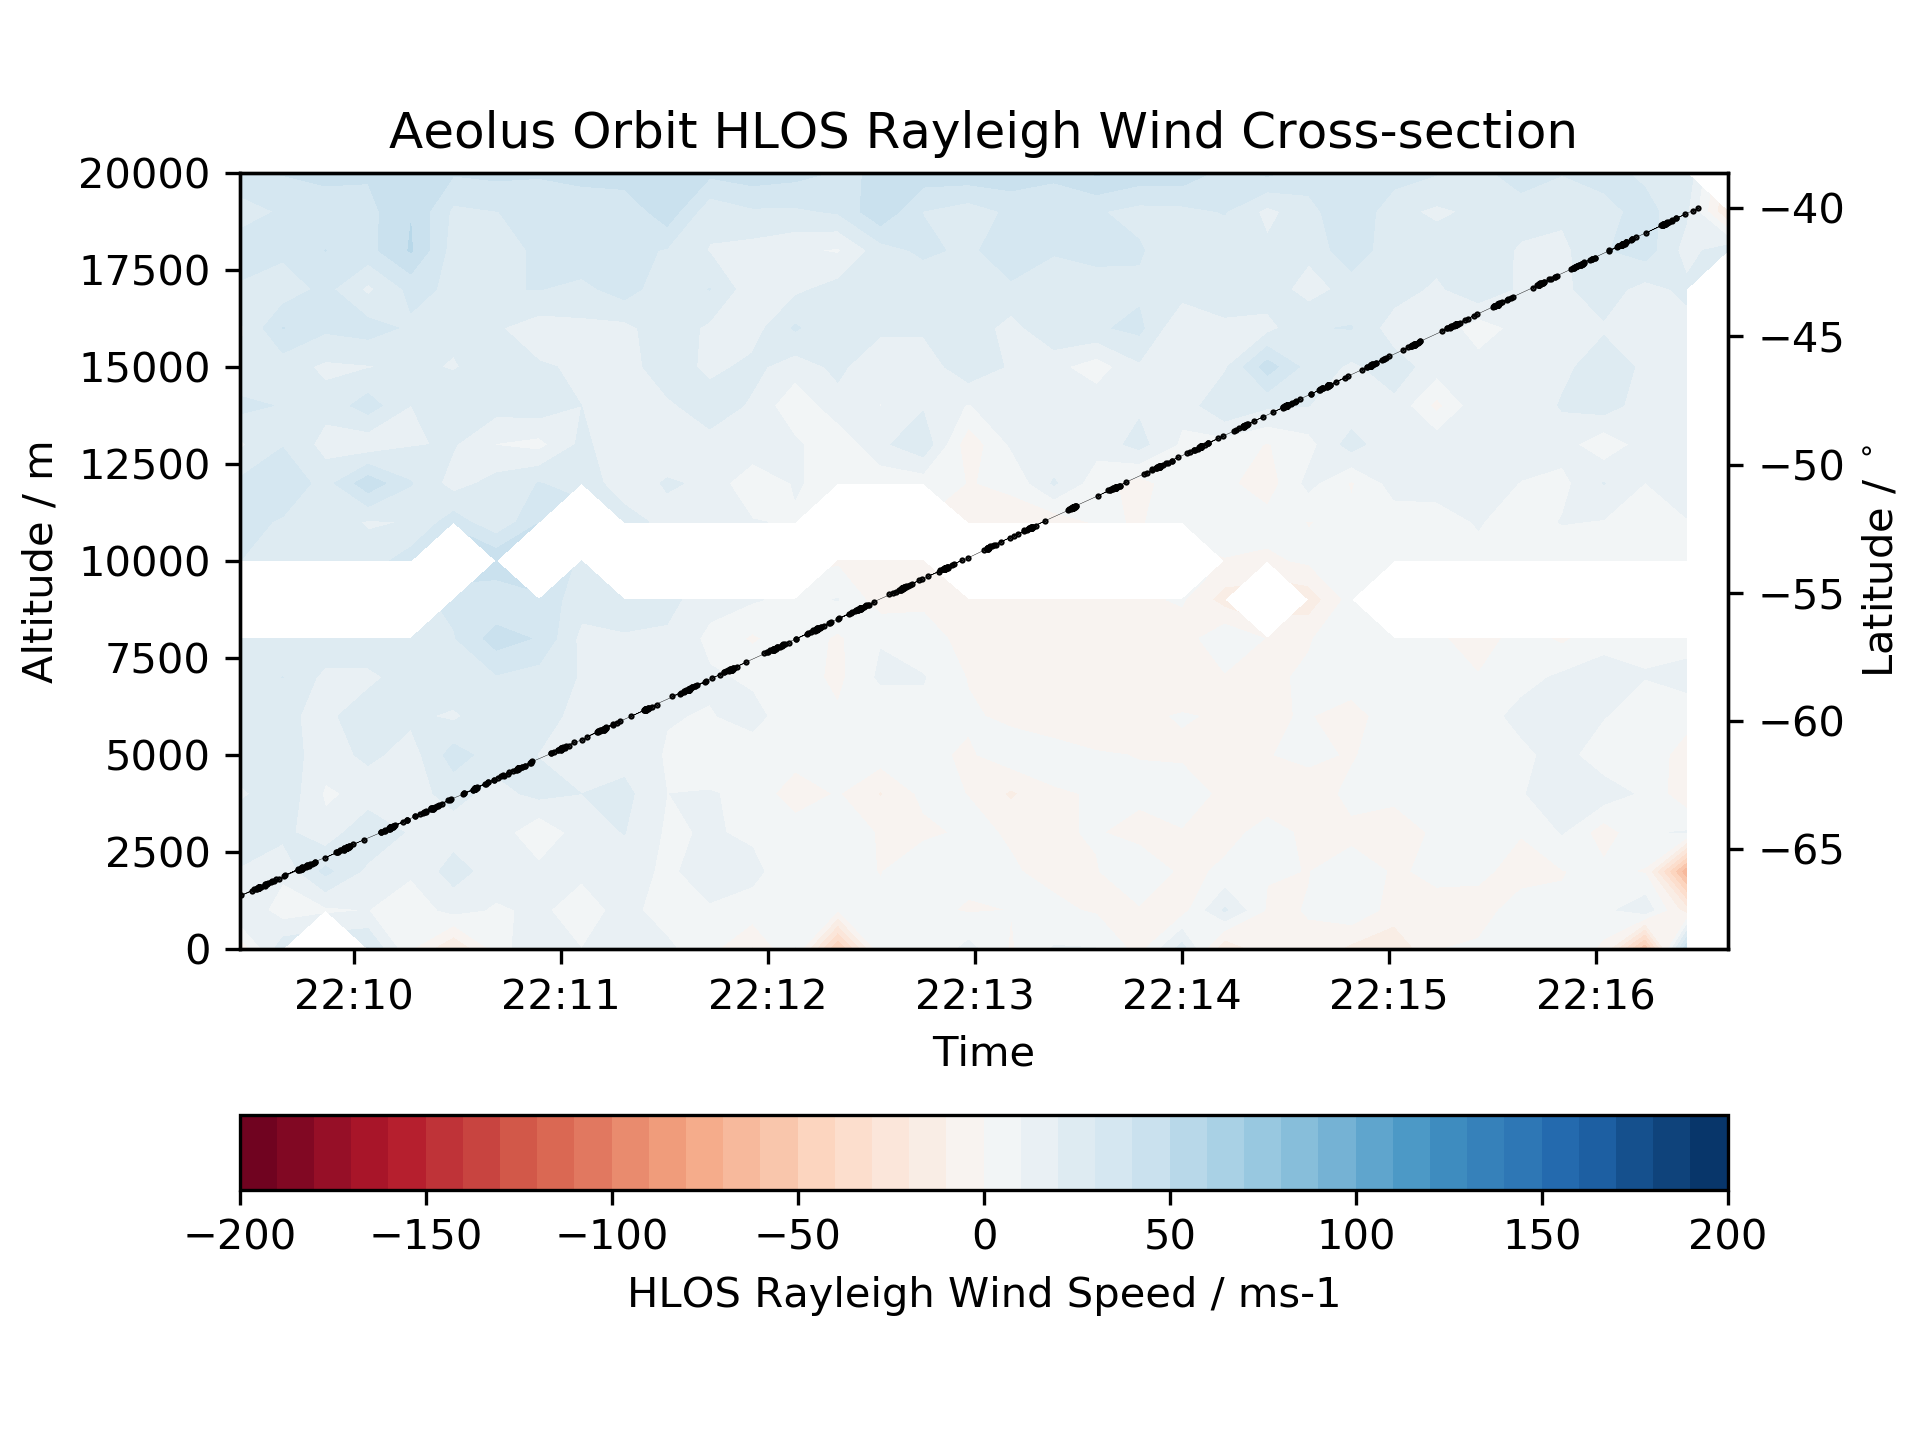 Aeolus Orbit HLOS Rayleigh Wind Cross-section
20000
17500
15000
12500
10000
7500
5000
2500
0
Altitude / m
−40
−45
−50
−55
−60
−65
Latitude / °
22:10 22:11 22:12 22:13 22:14 22:15 22:16
Time
−200 −150 −100 −50 0 50 100 150 200
HLOS Rayleigh Wind Speed / ms-1